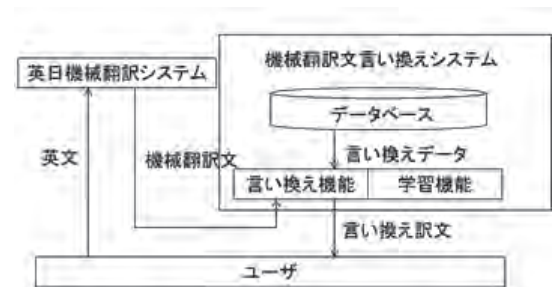 機械翻訳文言い換えシステム
英日機械翻訳システム
データベース
英文
機械翻訳文
言い換えデータ
言い換え機能
学習機能
言い換え訳文
ユーザ